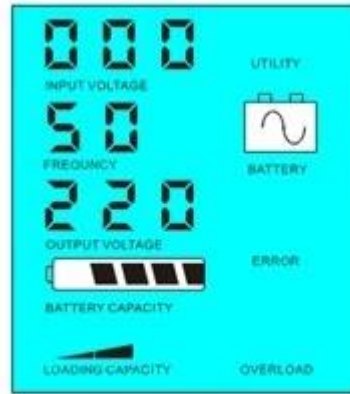 000
UTILITY
INPUT VOLTAGE
50
FREQUNCY
BATTERY
220
OUTPUT VOLTAGE
ERROR
BATTERY CAPACITY
LOADING CAPACITY
OVERLOAD